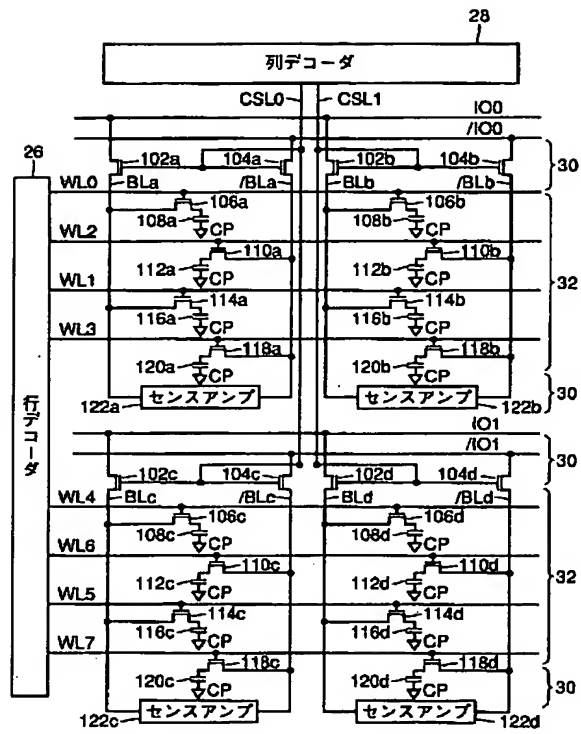 28
列デコーダ
CSL0 CSL1
IO0
/IO0
26
102a 104a 102b 104b 30
WL0 BLa /BLa BLb /BLb
106a 106b
108a CP 108b CP
WL2
110a 110b
112a CP 112b CP 32
WL1
114a 114b
116a CP 116b CP
WL3
118a 118b
120a CP 120b CP
行デコーダ
122a センスアンプ センスアンプ 122b 30
IO1
/IO1
102c 104c 102d 104d 30
BLc /BLc BLd /BLd
WL4
106c 106d
108c CP 108d CP
WL6
110c 110d
112c CP 112d CP 32
WL5
114c 114d
116c CP 116d CP
WL7
118c 118d
120c CP 120d CP
122c センスアンプ センスアンプ 122d 30